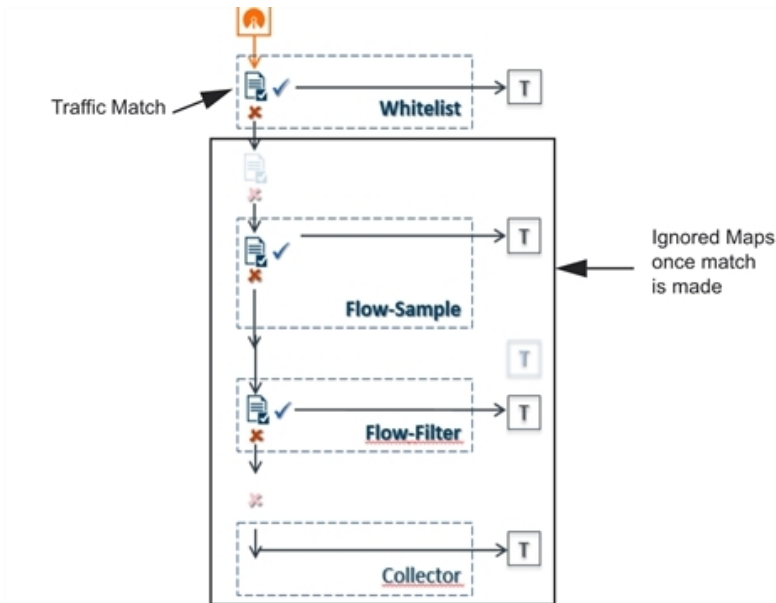 T
Traffic Match
Whitelist
T
Ignored Maps
once match
is made
Flow-Sample
T
T
Flow-Filter
T
Collector